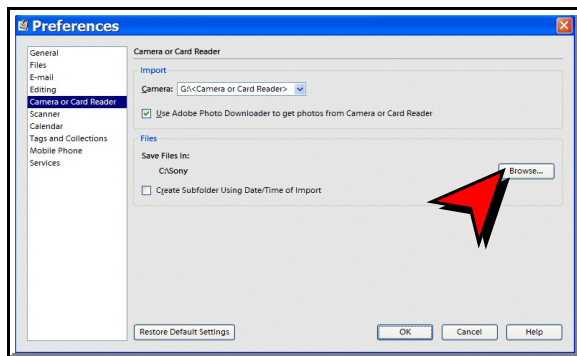 Preferences
General
Files
E-mail
Editing
Camera or Card Reader
Scanner
Calendar
Tags and Collections
Mobile Phone
Services
Camera or Card Reader
Import
Camera: G:\<Camera or Card Reader>
Use Adobe Photo Downloader to get photos from Camera or Card Reader
Files
Save Files In:
C:\Sony
Browse...
Create Subfolder Using Date/Time of Import
Restore Default Settings
OK
Cancel
Help